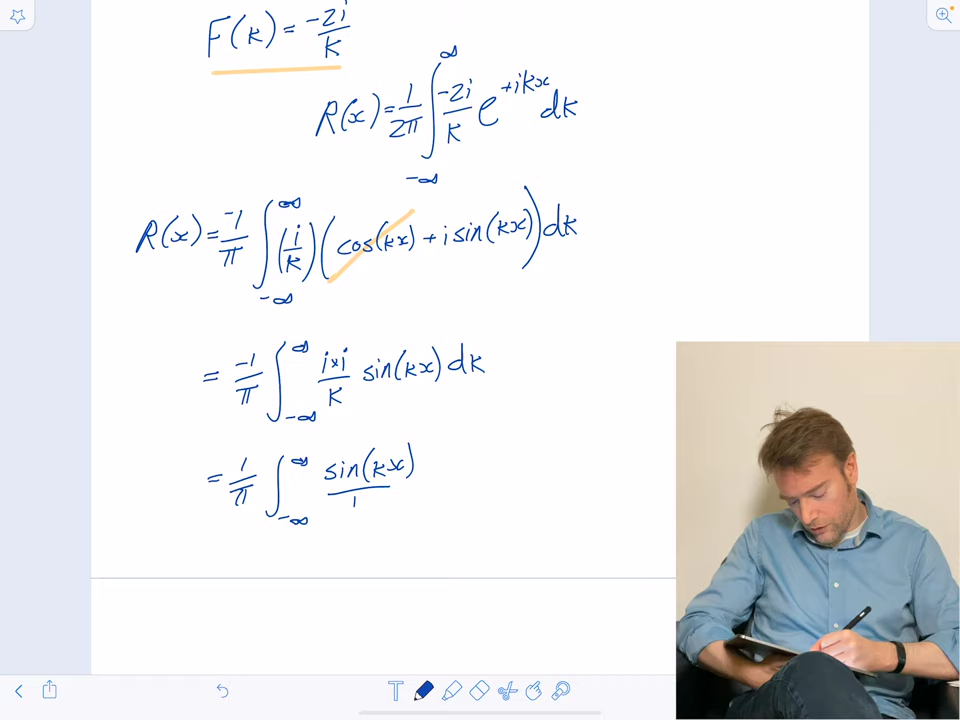 F(k) = -2i/k
R(x) = 1/2π ∫_{-∞}^{∞} -2i/k e^{+ikx} dk
R(x) = -1/π ∫_{-∞}^{∞} (i/k) (cos(kx) + i sin(kx)) dk
= -1/π ∫_{-∞}^{∞} i×i/k sin(kx) dk
= 1/π ∫_{-∞}^{∞} sin(kx)/
T